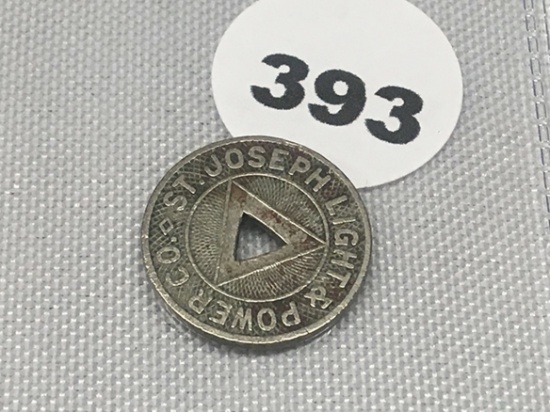 393
ST. JOSEPH LIGHT & POWER CO.